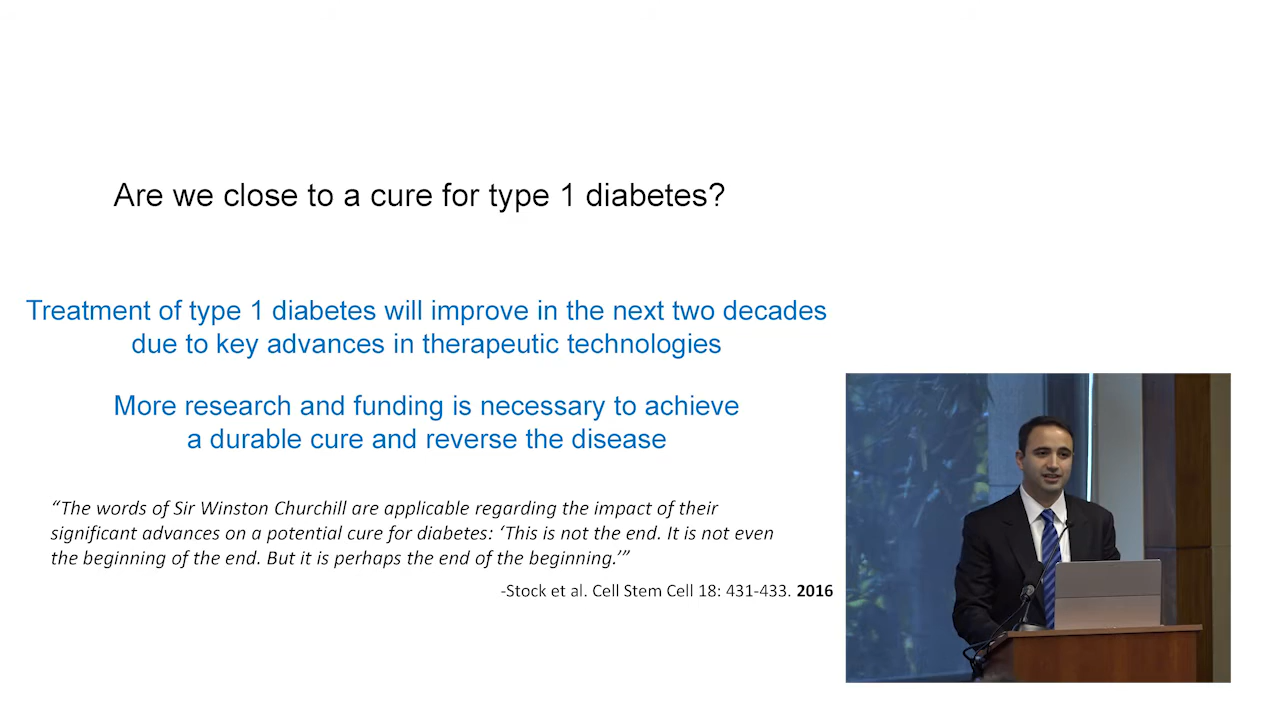 Are we close to a cure for type 1 diabetes?
Treatment of type 1 diabetes will improve in the next two decades
due to key advances in therapeutic technologies
More research and funding is necessary to achieve
a durable cure and reverse the disease
“The words of Sir Winston Churchill are applicable regarding the impact of their
significant advances on a potential cure for diabetes: ‘This is not the end. It is not even
the beginning of the end. But it is perhaps the end of the beginning.’”
-Stock et al. Cell Stem Cell 18: 431-433. 2016